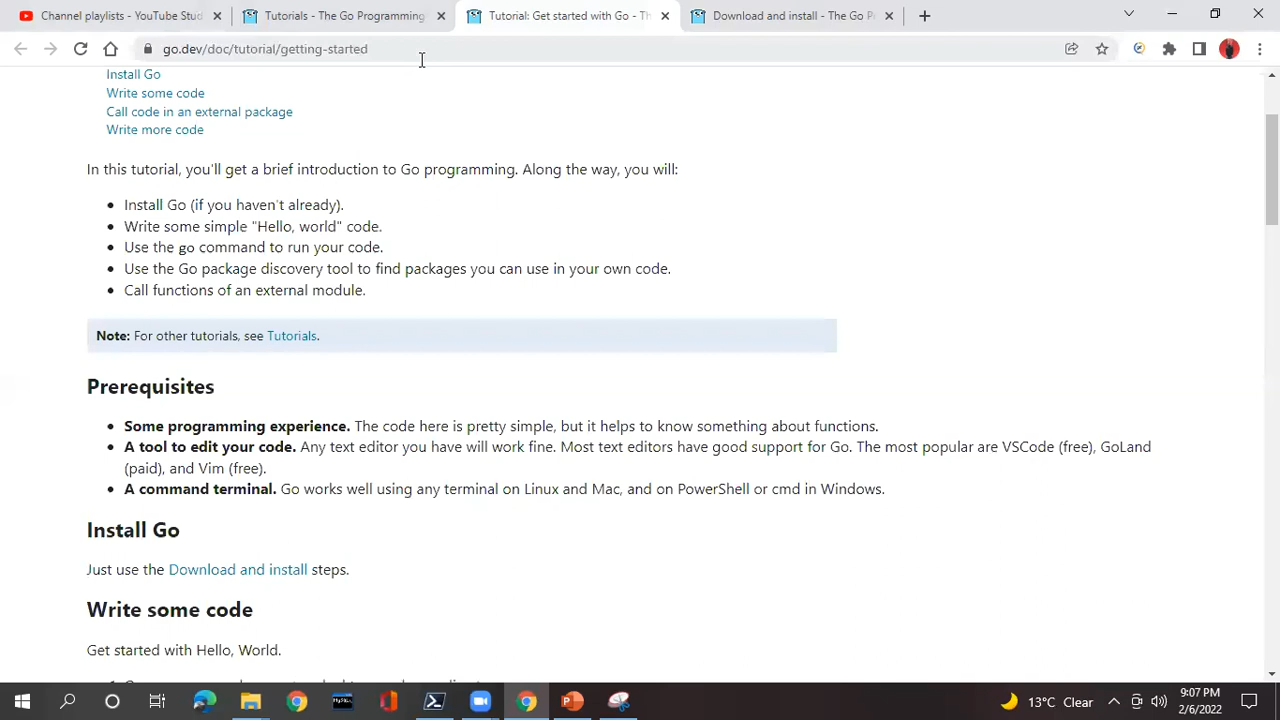 Channel playlists - YouTube Stud
Tutorials - The Go Programming
Tutorial: Get started with Go - Th
Download and install - The Go P
go.dev/doc/tutorial/getting-started
Install Go
Write some code
Call code in an external package
Write more code
In this tutorial, you'll get a brief introduction to Go programming. Along the way, you will:
• Install Go (if you haven't already).
• Write some simple "Hello, world" code.
• Use the go command to run your code.
• Use the Go package discovery tool to find packages you can use in your own code.
• Call functions of an external module.
Note: For other tutorials, see Tutorials.
Prerequisites
• Some programming experience. The code here is pretty simple, but it helps to know something about functions.
• A tool to edit your code. Any text editor you have will work fine. Most text editors have good support for Go. The most popular are VSCode (free), GoLand
(paid), and Vim (free).
• A command terminal. Go works well using any terminal on Linux and Mac, and on PowerShell or cmd in Windows.
Install Go
Just use the Download and install steps.
Write some code
Get started with Hello, World.
13°C Clear
9:07 PM
2/6/2022